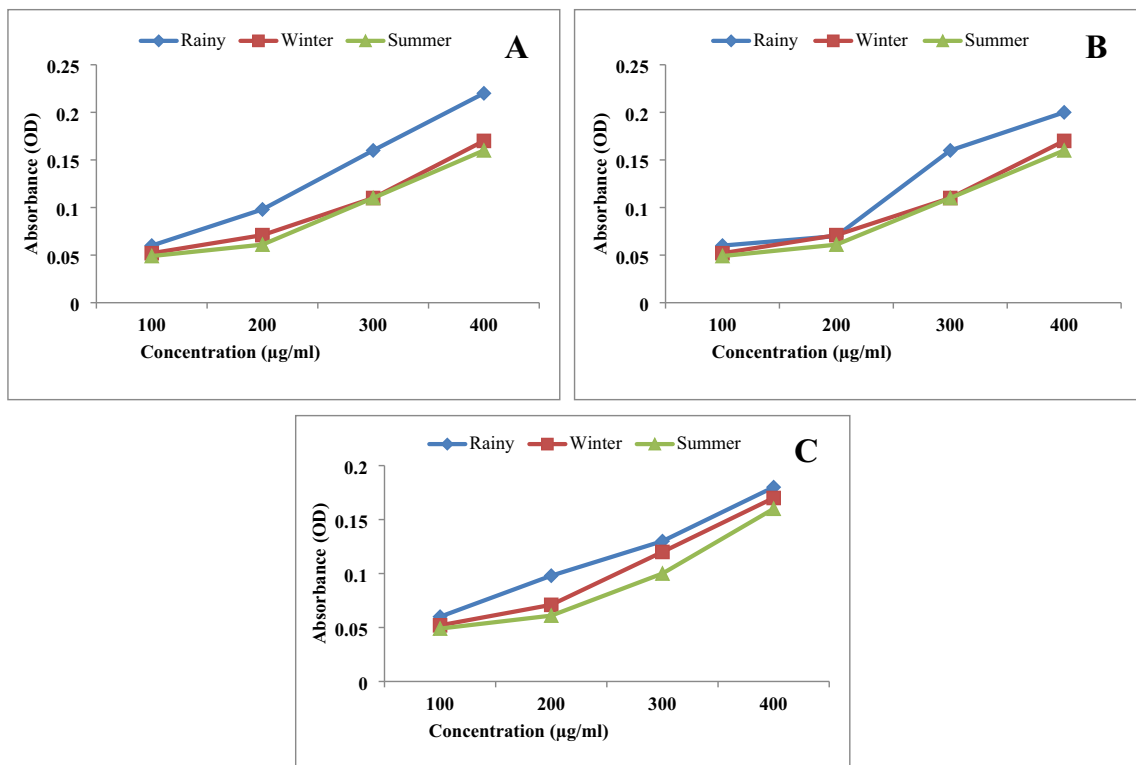 Rainy Winter Summer
A
Absorbance (OD)
0.25
0.2
0.15
0.1
0.05
0
100 200 300 400
Concentration (µg/ml)
Rainy Winter Summer
B
Absorbance (OD)
0.25
0.2
0.15
0.1
0.05
0
100 200 300 400
Concentration (µg/ml)
Rainy Winter Summer
C
Absorbance (OD)
0.2
0.15
0.1
0.05
0
100 200 300 400
Concentration (µg/ml)